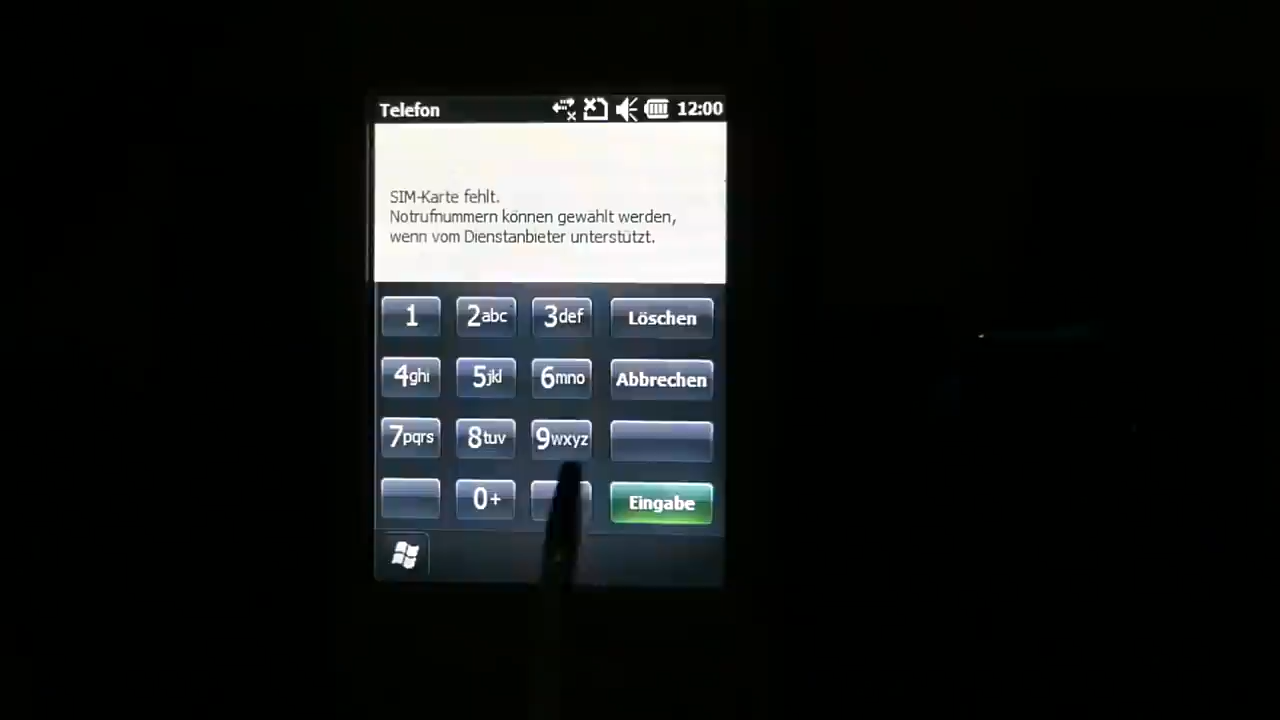 Telefon 12:00
SIM-Karte fehlt.
Notrufnummern können gewählt werden,
wenn vom Dienstanbieter unterstützt.
1 2abc 3def Löschen
4ghi 5jkl 6mno Abbrechen
7pqrs 8tuv 9wxyz
0+ Eingabe